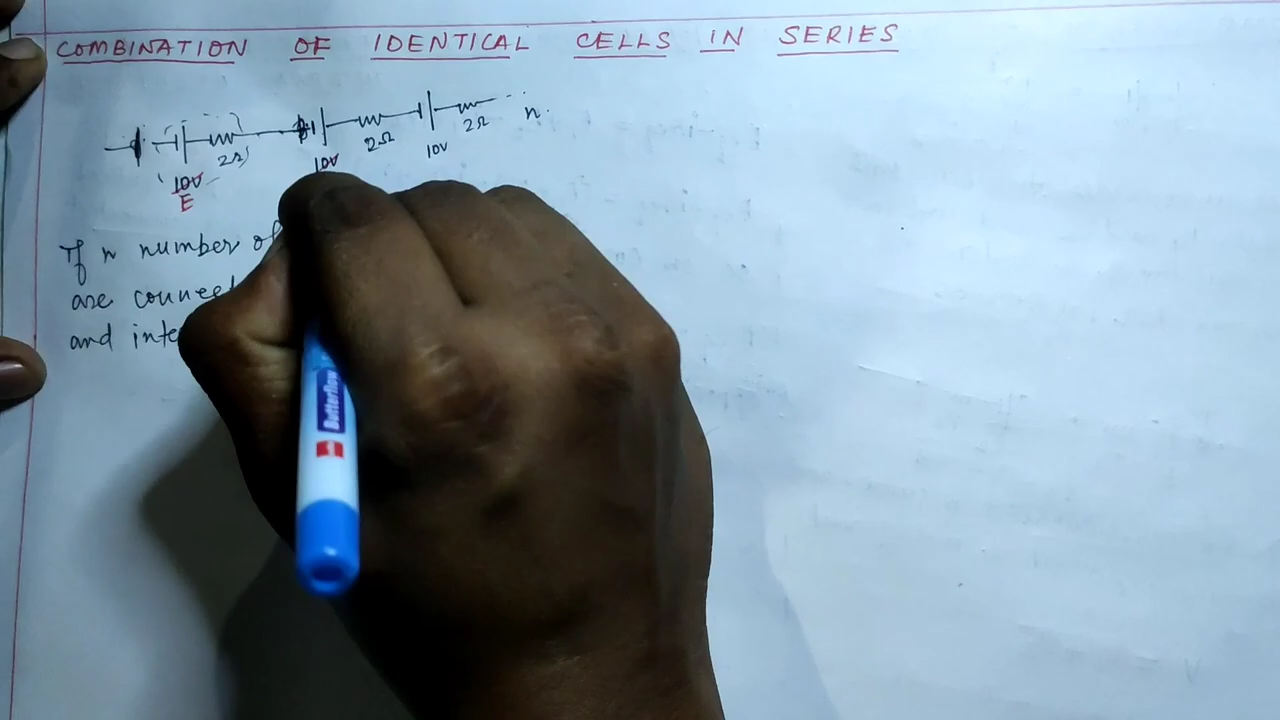 COMBINATION OF IDENTICAL CELLS IN SERIES
2Ω 2Ω 2Ω n.
10V 10V 10V
E
If n number of
are connect
and inte
Butterflow